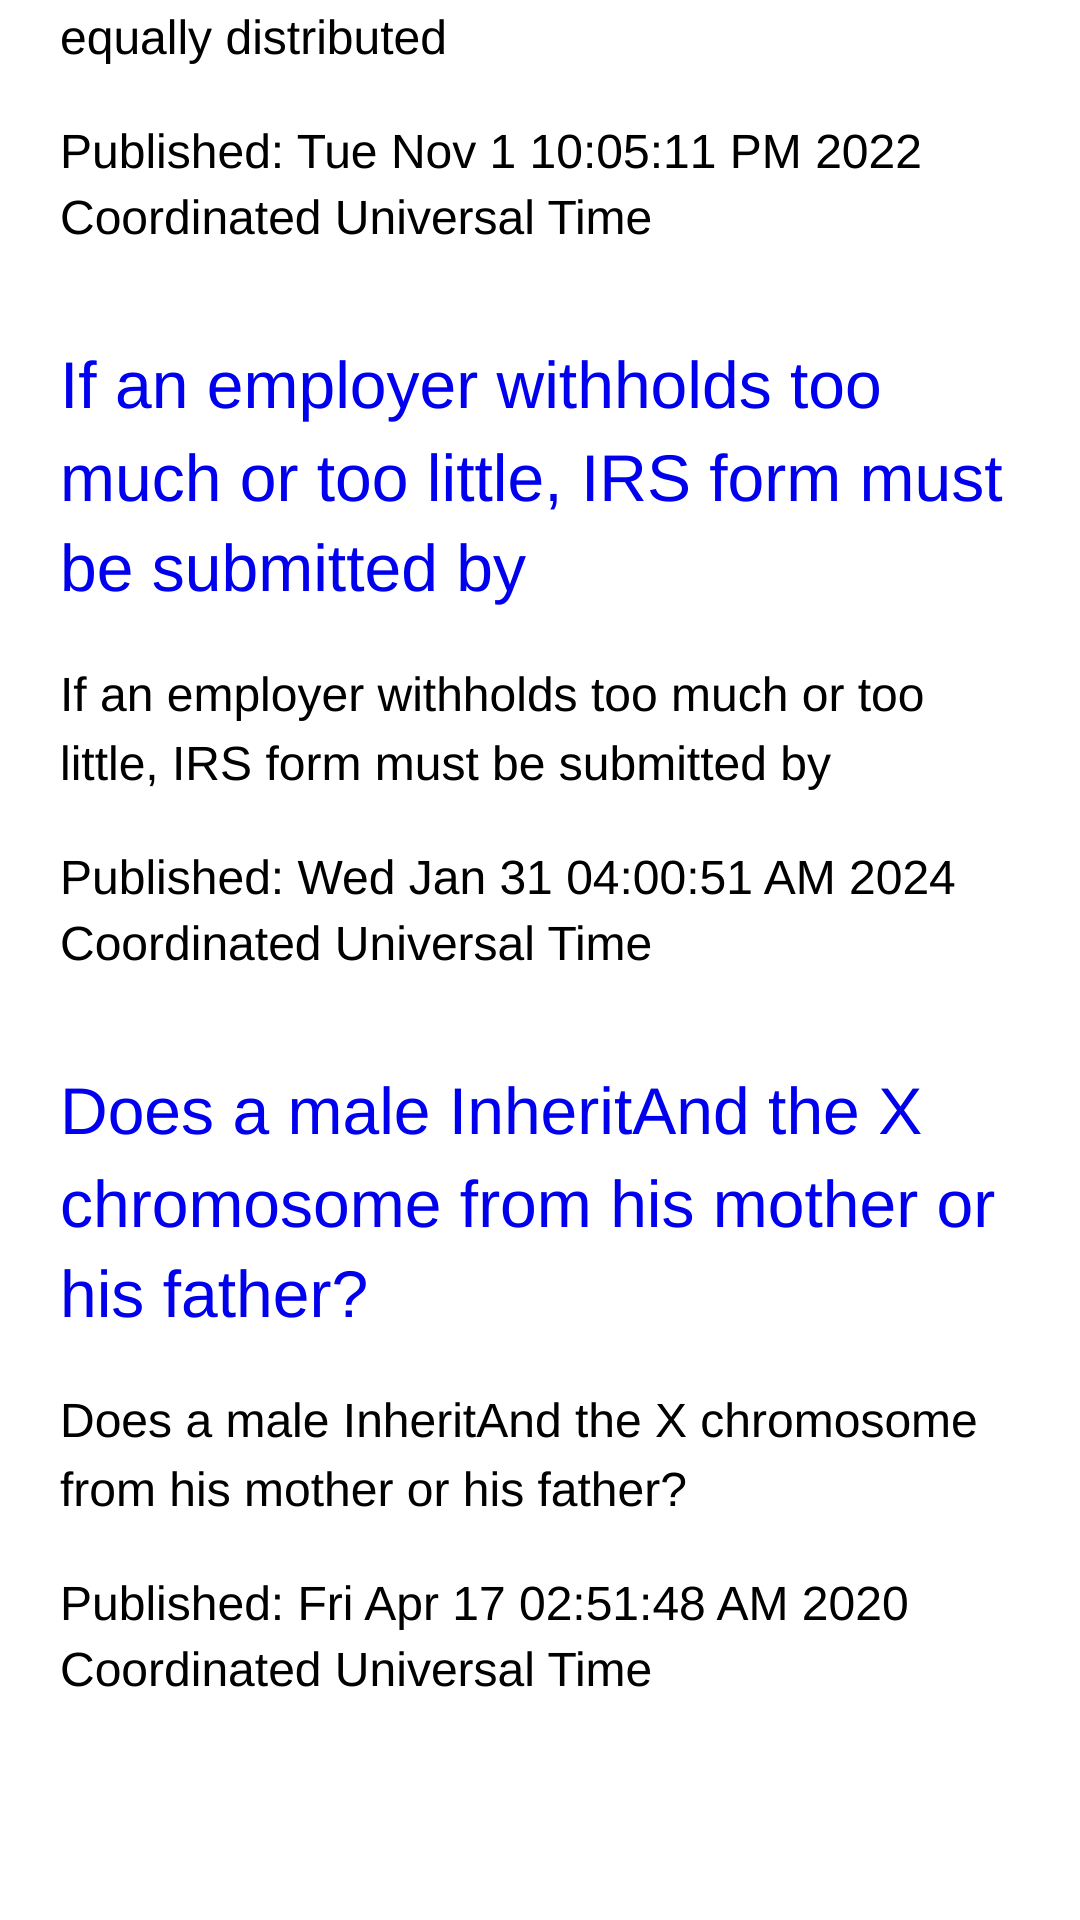 equally distributed
Published: Tue Nov 1 10:05:11 PM 2022
Coordinated Universal Time
If an employer withholds too
much or too little, IRS form must
be submitted by
If an employer withholds too much or too
little, IRS form must be submitted by
Published: Wed Jan 31 04:00:51 AM 2024
Coordinated Universal Time
Does a male InheritAnd the X
chromosome from his mother or
his father?
Does a male InheritAnd the X chromosome
from his mother or his father?
Published: Fri Apr 17 02:51:48 AM 2020
Coordinated Universal Time